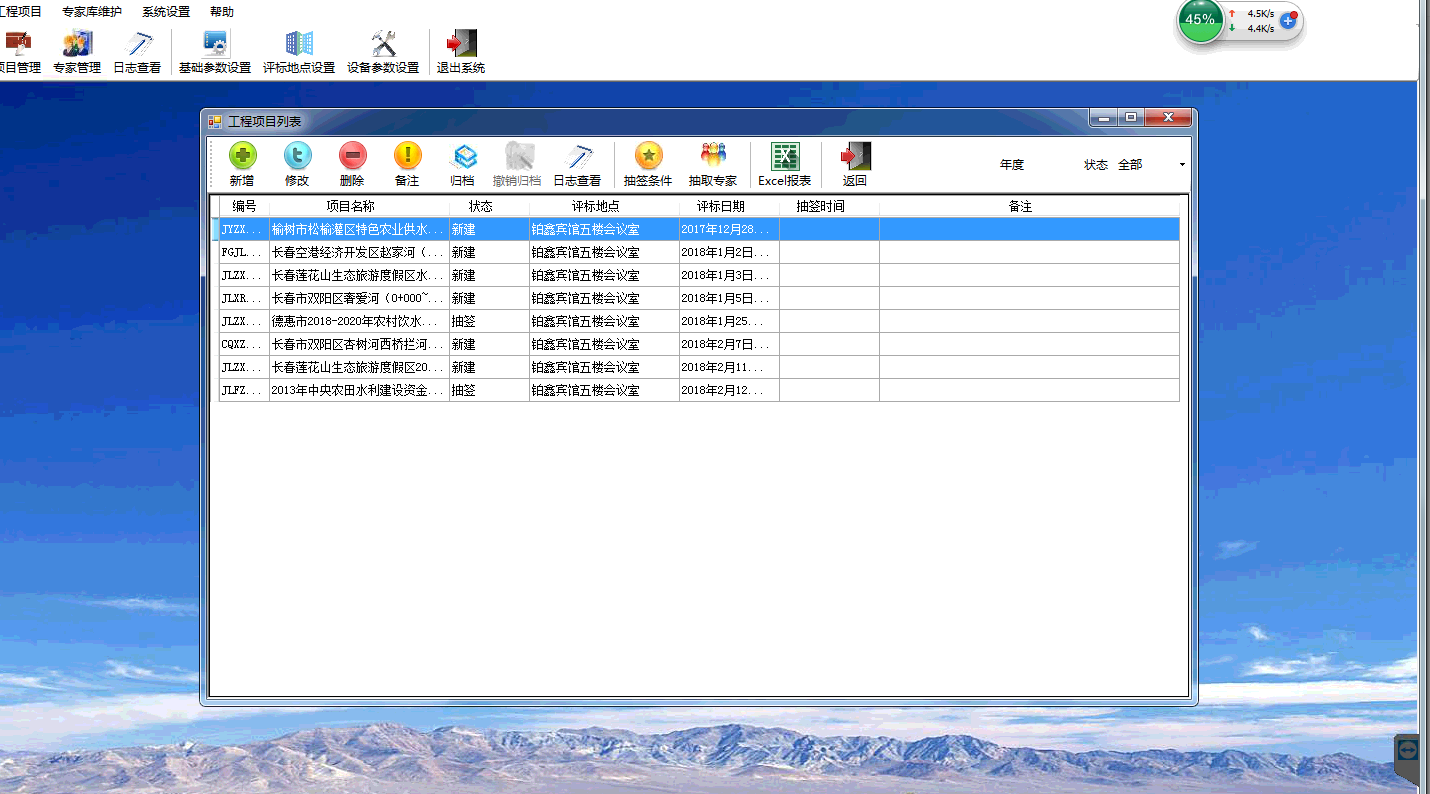 工程项目 专家库维护 系统设置 帮助
45% 4.5K/s
4.4K/s
项目管理 专家管理 日志查看 基础参数设置 评标地点设置 设备参数设置 退出系统
工程项目列表
新增 修改 删除 备注 归档 撤销归档 日志查看 抽签条件 抽取专家 Excel报表 返回 年度 状态 全部
编号 项目名称 状态 评标地点 评标日期 抽签时间 备注
JYZX... 榆树市松榆灌区特色农业供水... 新建 铂鑫宾馆五楼会议室 2017年12月28...
FGJL... 长春空港经济开发区赵家河（... 新建 铂鑫宾馆五楼会议室 2018年1月2日...
JLZX... 长春莲花山生态旅游度假区水... 新建 铂鑫宾馆五楼会议室 2018年1月3日...
JLXR... 长春市双阳区奢爱河（0+000~... 新建 铂鑫宾馆五楼会议室 2018年1月5日...
JLZX... 德惠市2018-2020年农村饮水... 抽签 铂鑫宾馆五楼会议室 2018年1月25...
CQXZ... 长春市双阳区杏树河西桥拦河... 新建 铂鑫宾馆五楼会议室 2018年2月7日...
JLZX... 长春莲花山生态旅游度假区20... 新建 铂鑫宾馆五楼会议室 2018年2月11...
JLFZ... 2013年中央农田水利建设资金... 抽签 铂鑫宾馆五楼会议室 2018年2月12...